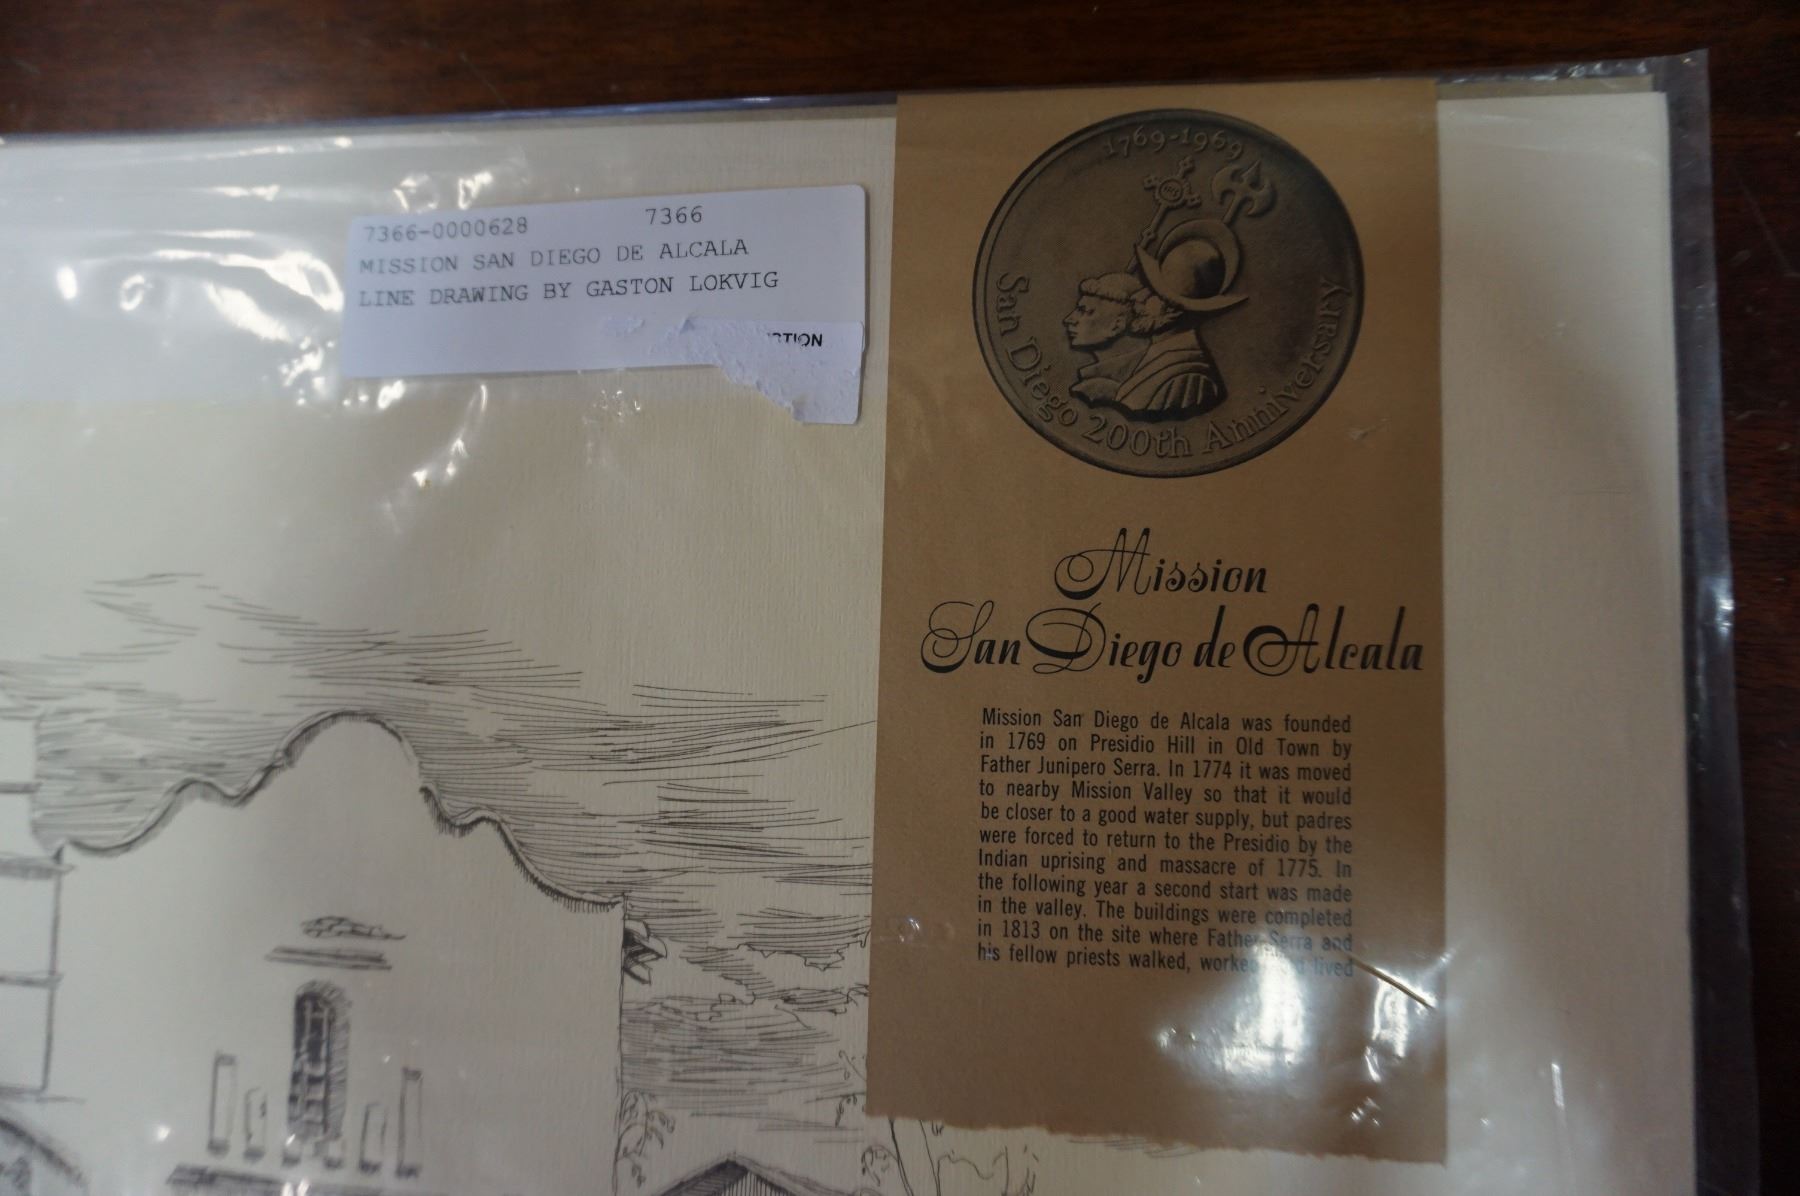 7366-0000628 7366
MISSION SAN DIEGO DE ALCALA
LINE DRAWING BY GASTON LOKVIG
1769-1969
San Diego 200th Anniversary
Mission
San Diego de Alcala
Mission San Diego de Alcala was founded
in 1769 on Presidio Hill in Old Town by
Father Junipero Serra. In 1774 it was moved
to nearby Mission Valley so that it would
be closer to a good water supply, but padres
were forced to return to the Presidio by the
Indian uprising and massacre of 1775. In
the following year a second start was made
in the valley. The buildings were completed
in 1813 on the site where Father Serra and
his fellow priests walked, worked and lived